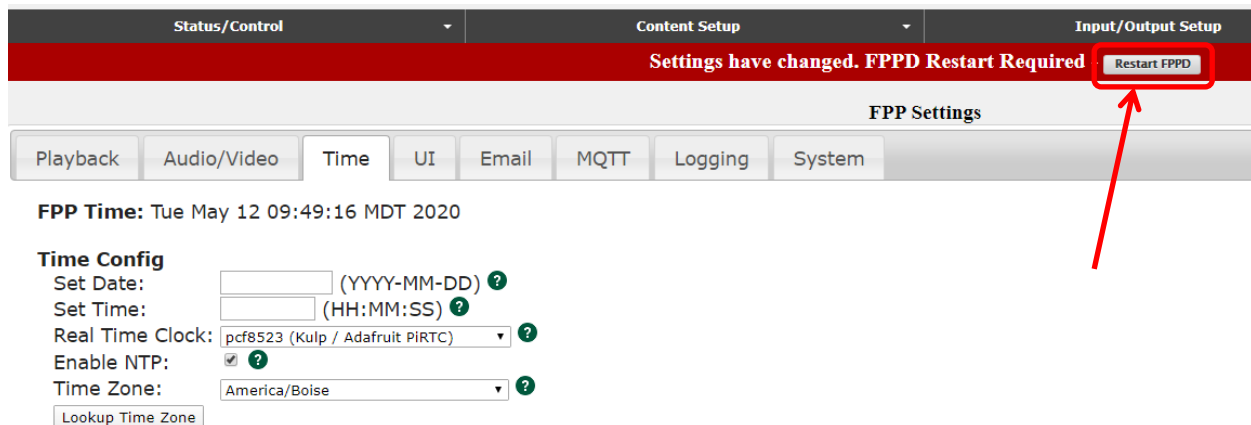 Status/Control Content Setup Input/Output Setup
Settings have changed. FPPD Restart Required - Restart FPPD
FPP Settings
Playback Audio/Video Time UI Email MQTT Logging System
FPP Time: Tue May 12 09:49:16 MDT 2020
Time Config
Set Date: (YYYY-MM-DD) ?
Set Time: (HH:MM:SS) ?
Real Time Clock: pcf8523 (Kulp / Adafruit PiRTC) ?
Enable NTP: ?
Time Zone: America/Boise ?
Lookup Time Zone